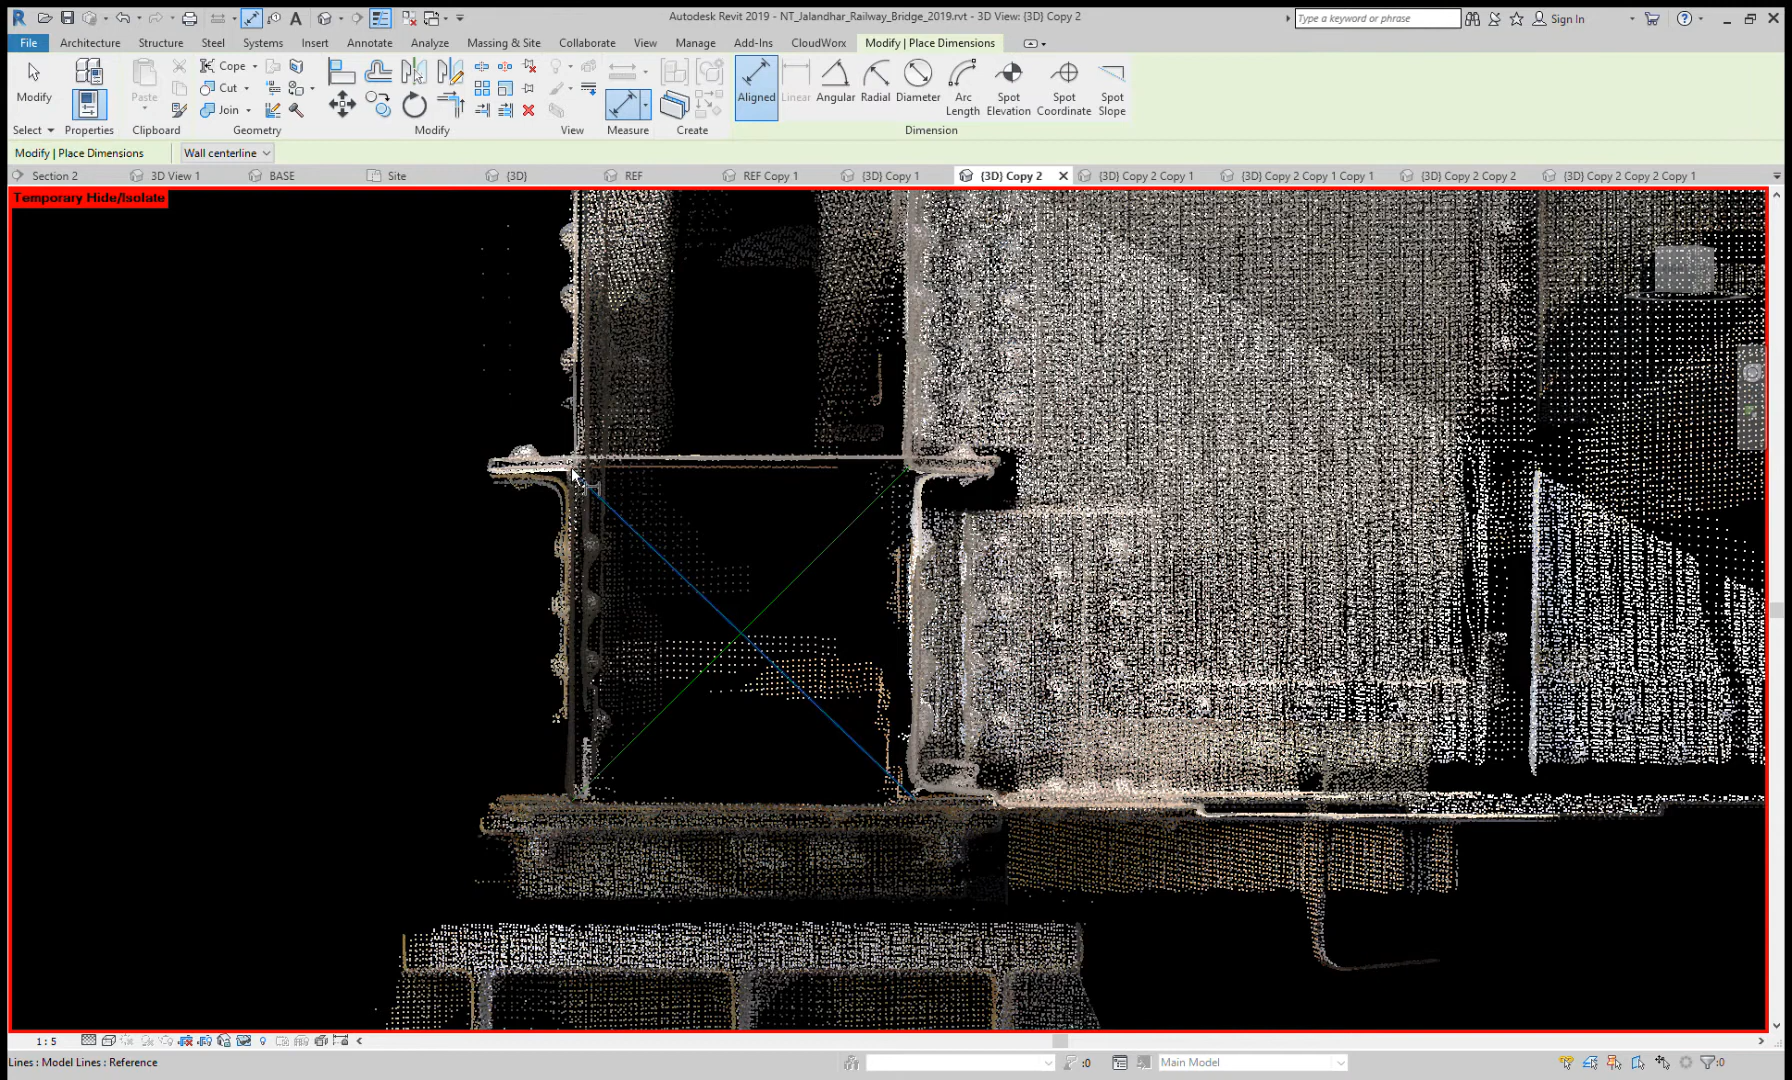 Autodesk Revit 2019 - NT_Jalandhar_Railway_Bridge_2019.rvt - 3D View: {3D} Copy 2
Type a keyword or phrase
Sign In
File Architecture Structure Steel Systems Insert Annotate Analyze Massing & Site Collaborate View Manage Add-Ins CloudWorx Modify | Place Dimensions
Modify
Paste
Cope
Cut
Join
Aligned Linear Angular Radial Diameter Arc Length Spot Elevation Spot Coordinate Spot Slope
Select Properties Clipboard Geometry Modify View Measure Create Dimension
Modify | Place Dimensions Wall centerline
Section 2 3D View 1 BASE Site {3D} REF REF Copy 1 {3D} Copy 1 {3D} Copy 2 {3D} Copy 2 Copy 1 {3D} Copy 2 Copy 1 Copy 1 {3D} Copy 2 Copy 2 {3D} Copy 2 Copy 2 Copy 1
Temporary Hide/Isolate
1 : 5
Lines : Model Lines : Reference
:0
Main Model
:0